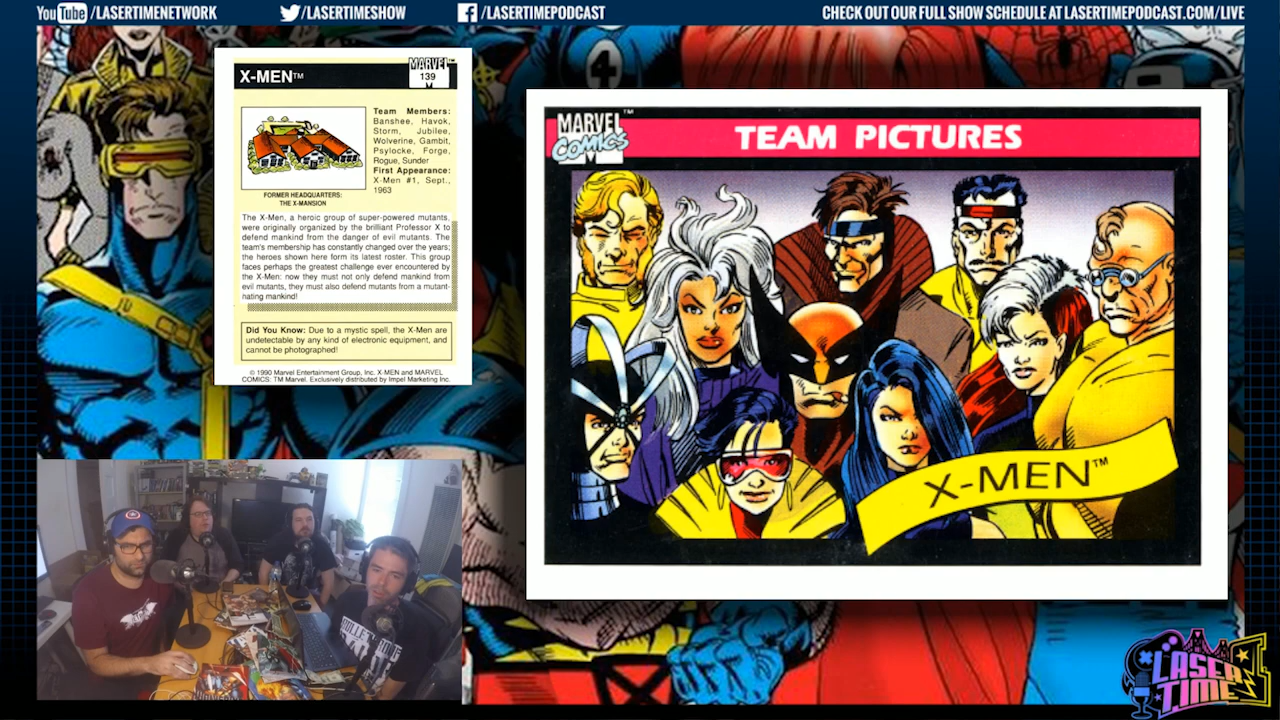 You Tube /LASERTIMENETWORK
/LASERTIMESHOW
/LASERTIMEPODCAST
CHECK OUT OUR FULL SHOW SCHEDULE AT LASERTIMEPODCAST.COM/LIVE
4
X-MEN™
MARVEL
139
Team Members:
Banshee, Havok,
Storm, Jubilee,
Wolverine, Gambit,
Psylocke, Forge,
Rogue, Sunder
First Appearance:
X-Men #1, Sept.,
1963
FORMER HEADQUARTERS:
THE X-MANSION
The X-Men, a heroic group of super-powered mutants,
were originally organized by the brilliant Professor X to
defend mankind from the danger of evil mutants. The
team's membership has constantly changed over the years;
the heroes shown here form its latest roster. This group
faces perhaps the greatest challenge ever encountered by
the X-Men: now they must not only defend mankind from
evil mutants, they must also defend mutants from a mutant-
hating mankind!
Did You Know: Due to a mystic spell, the X-Men are
undetectable by any kind of electronic equipment, and
cannot be photographed!
© 1990 Marvel Entertainment Group, Inc. X-MEN and MARVEL
COMICS: TM Marvel. Exclusively distributed by Impel Marketing Inc.
MARVEL
COMICS
™
TEAM PICTURES
X-MEN™
LASER
TIME